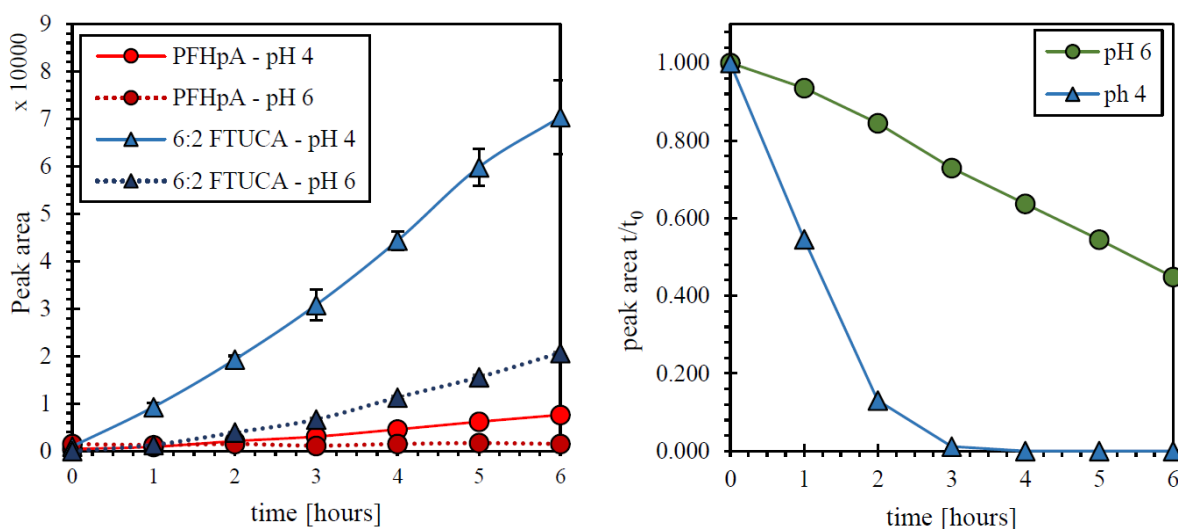 x 10000
Peak area
9
8
7
6
5
4
3
2
1
0
PFHpA - pH 4
PFHpA - pH 6
6:2 FTUCA - pH 4
6:2 FTUCA - pH 6
0 1 2 3 4 5 6
time [hours]
peak area t/t0
1.000
0.800
0.600
0.400
0.200
0.000
pH 6
ph 4
0 1 2 3 4 5 6
time [hours]